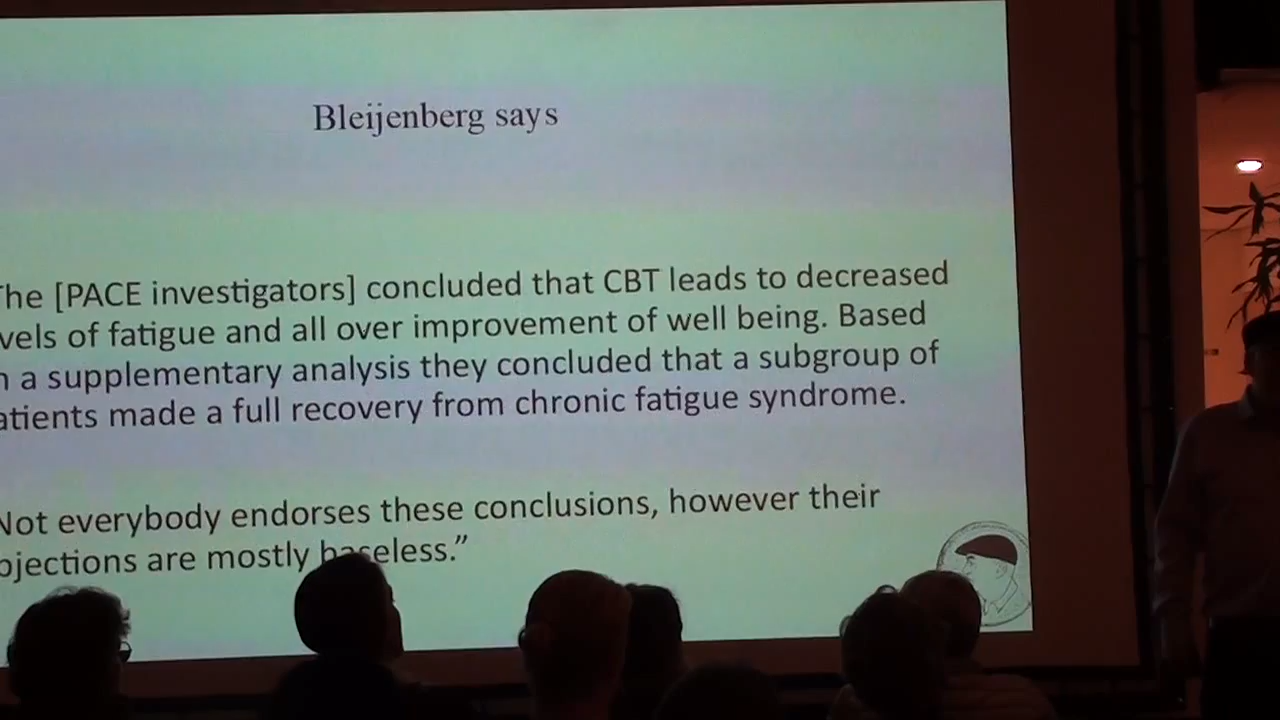 Bleijenberg says
The [PACE investigators] concluded that CBT leads to decreased
vels of fatigue and all over improvement of well being. Based
n a supplementary analysis they concluded that a subgroup of
atients made a full recovery from chronic fatigue syndrome.
Not everybody endorses these conclusions, however their
bjections are mostly baseless.”